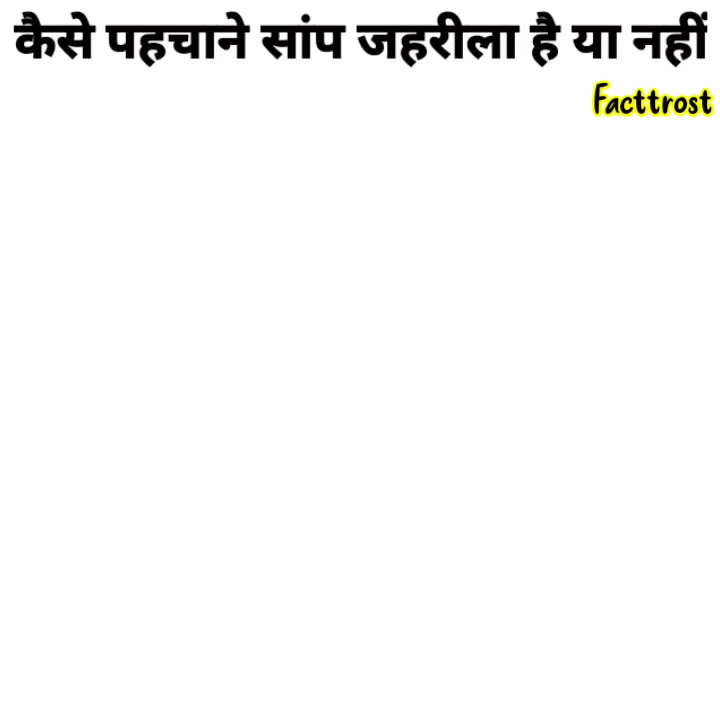 कैसे पहचाने सांप जहरीला है या नहीं
Facttrost